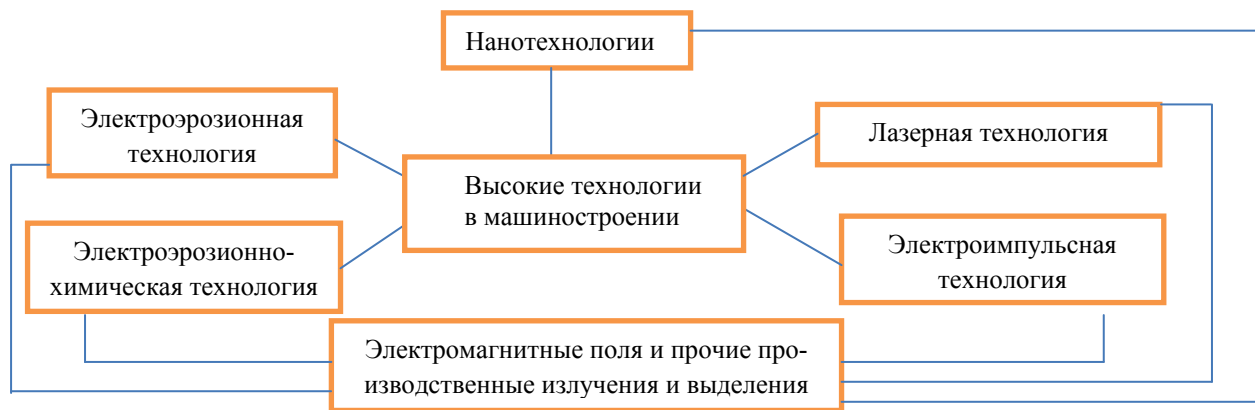 Нанотехнологии
Электроэрозионная
технология
Лазерная технология
Высокие технологии
в машиностроении
Электроэрозионно-
химическая технология
Электроимпульсная
технология
Электромагнитные поля и прочие про-
изводственные излучения и выделения